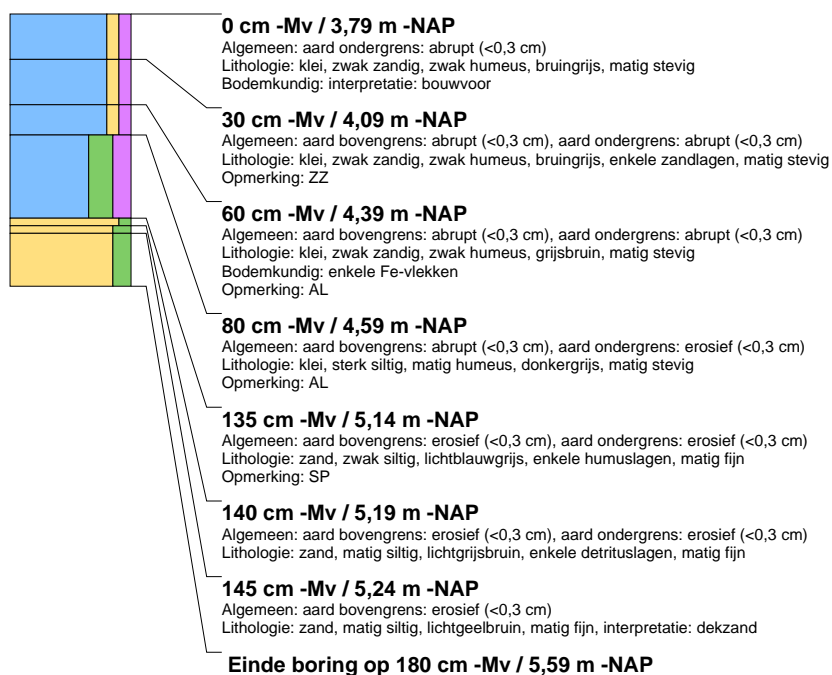 0 cm -Mv / 3,79 m -NAP
Algemeen: aard ondergrens: abrupt (<0,3 cm)
Lithologie: klei, zwak zandig, zwak humeus, bruingrijs, matig stevig
Bodemkundig: interpretatie: bouwvoor
30 cm -Mv / 4,09 m -NAP
Algemeen: aard bovengrens: abrupt (<0,3 cm), aard ondergrens: abrupt (<0,3 cm)
Lithologie: klei, zwak zandig, zwak humeus, bruingrijs, enkele zandlagen, matig stevig
Opmerking: ZZ
60 cm -Mv / 4,39 m -NAP
Algemeen: aard bovengrens: abrupt (<0,3 cm), aard ondergrens: abrupt (<0,3 cm)
Lithologie: klei, zwak zandig, zwak humeus, grijsbruin, matig stevig
Bodemkundig: enkele Fe-vlekken
Opmerking: AL
80 cm -Mv / 4,59 m -NAP
Algemeen: aard bovengrens: abrupt (<0,3 cm), aard ondergrens: erosief (<0,3 cm)
Lithologie: klei, sterk siltig, matig humeus, donkergrijs, matig stevig
Opmerking: AL
135 cm -Mv / 5,14 m -NAP
Algemeen: aard bovengrens: erosief (<0,3 cm), aard ondergrens: erosief (<0,3 cm)
Lithologie: zand, zwak siltig, lichtblauwgrijs, enkele humuslagen, matig fijn
Opmerking: SP
140 cm -Mv / 5,19 m -NAP
Algemeen: aard bovengrens: erosief (<0,3 cm), aard ondergrens: erosief (<0,3 cm)
Lithologie: zand, matig siltig, lichtgrijsbruin, enkele detrituslagen, matig fijn
145 cm -Mv / 5,24 m -NAP
Algemeen: aard bovengrens: erosief (<0,3 cm)
Lithologie: zand, matig siltig, lichtgeelbruin, matig fijn, interpretatie: dekzand
Einde boring op 180 cm -Mv / 5,59 m -NAP